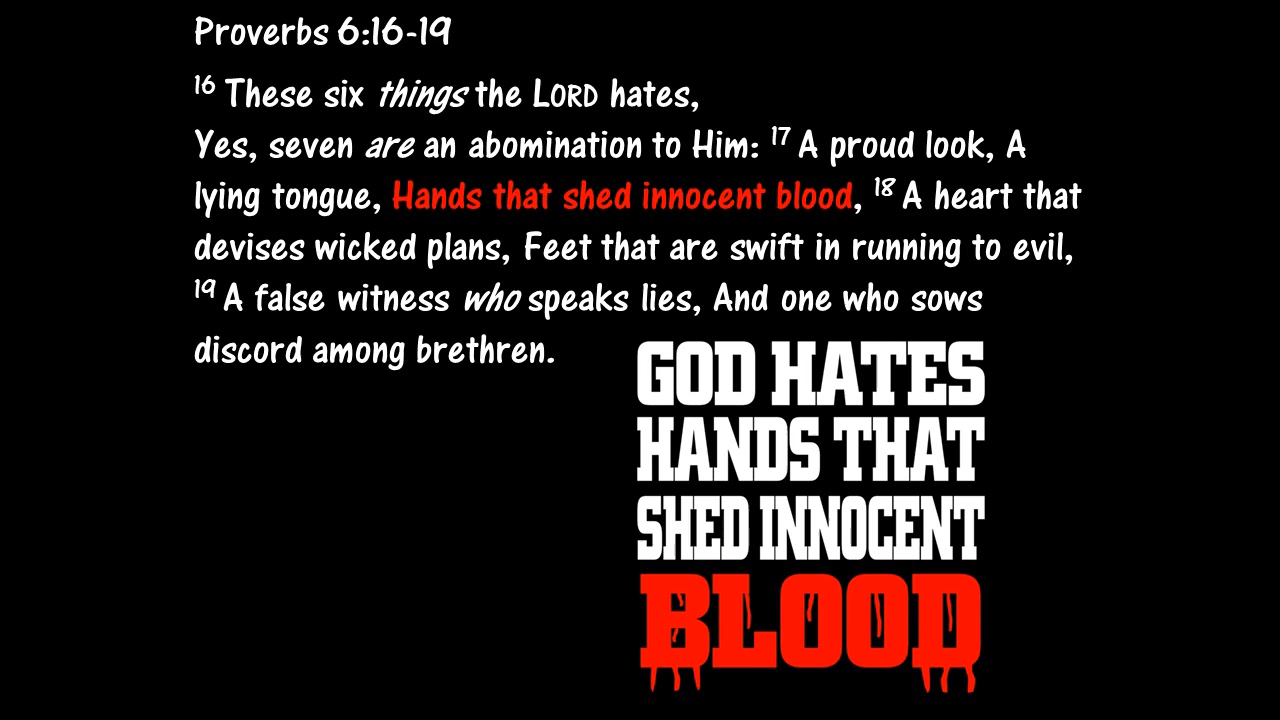 Proverbs 6:16-19
16 These six things the LORD hates,
Yes, seven are an abomination to Him: 17 A proud look, A
lying tongue, Hands that shed innocent blood, 18 A heart that
devises wicked plans, Feet that are swift in running to evil,
19 A false witness who speaks lies, And one who sows
discord among brethren.
GOD HATES
HANDS THAT
SHED INNOCENT
BLOOD